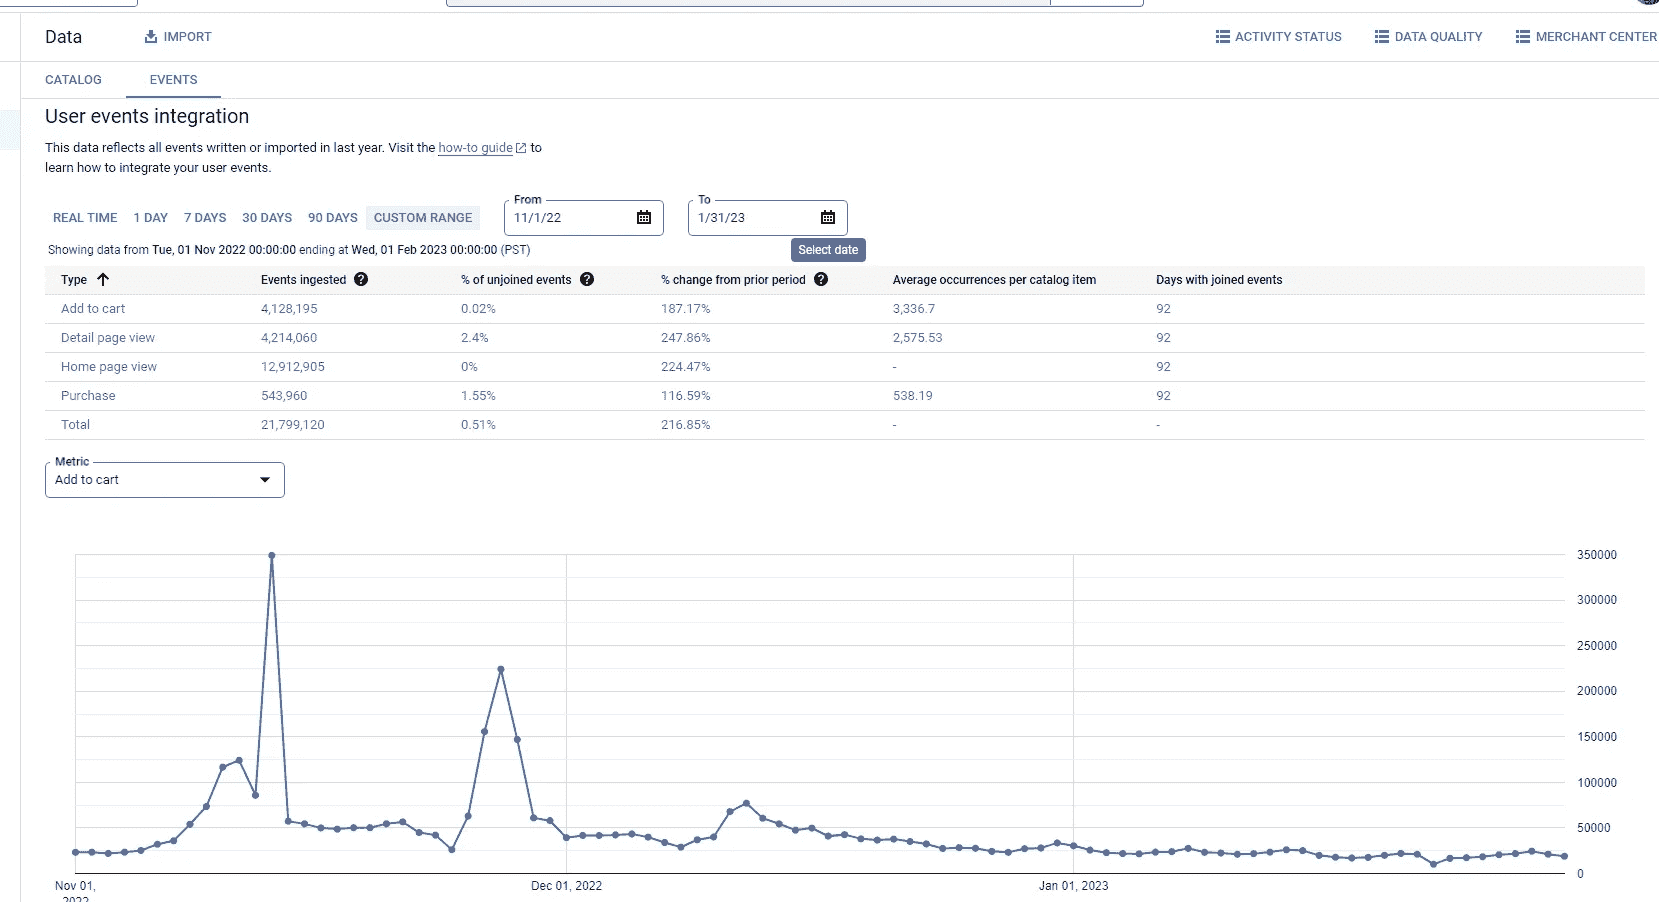 Data
IMPORT
ACTIVITY STATUS
DATA QUALITY
MERCHANT CENTER
CATALOG
EVENTS
User events integration
This data reflects all events written or imported in last year. Visit the how-to guide to
learn how to integrate your user events.
REAL TIME
1 DAY
7 DAYS
30 DAYS
90 DAYS
CUSTOM RANGE
From
11/1/22
To
1/31/23
Showing data from Tue, 01 Nov 2022 00:00:00 ending at Wed, 01 Feb 2023 00:00:00 (PST)
Select date
Type Events ingested % of unjoined events % change from prior period Average occurrences per catalog item Days with joined events
Add to cart 4,128,195 0.02% 187.17% 3,336.7 92
Detail page view 4,214,060 2.4% 247.86% 2,575.53 92
Home page view 12,912,905 0% 224.47% - 92
Purchase 543,960 1.55% 116.59% 538.19 92
Total 21,799,120 0.51% 216.85% - -
Metric
Add to cart
350000
300000
250000
200000
150000
100000
50000
0
Nov 01,
2022
Dec 01, 2022
Jan 01, 2023